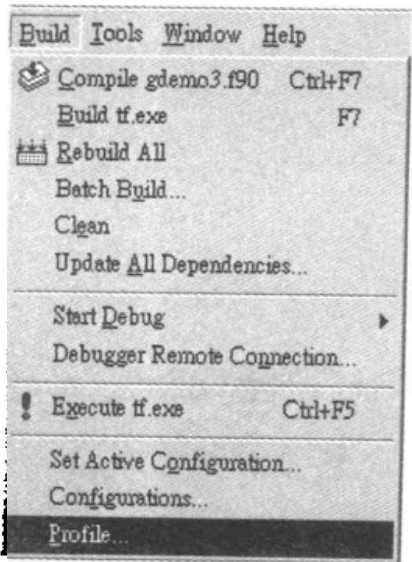 Build Tools Window Help
Compile gdemo3.f90 Ctrl+F7
Build tf.exe F7
Rebuild All
Batch Build...
Clean
Update All Dependencies...
Start Debug
Debugger Remote Connection...
Execute tf.exe Ctrl+F5
Set Active Configuration...
Configurations...
Profile...